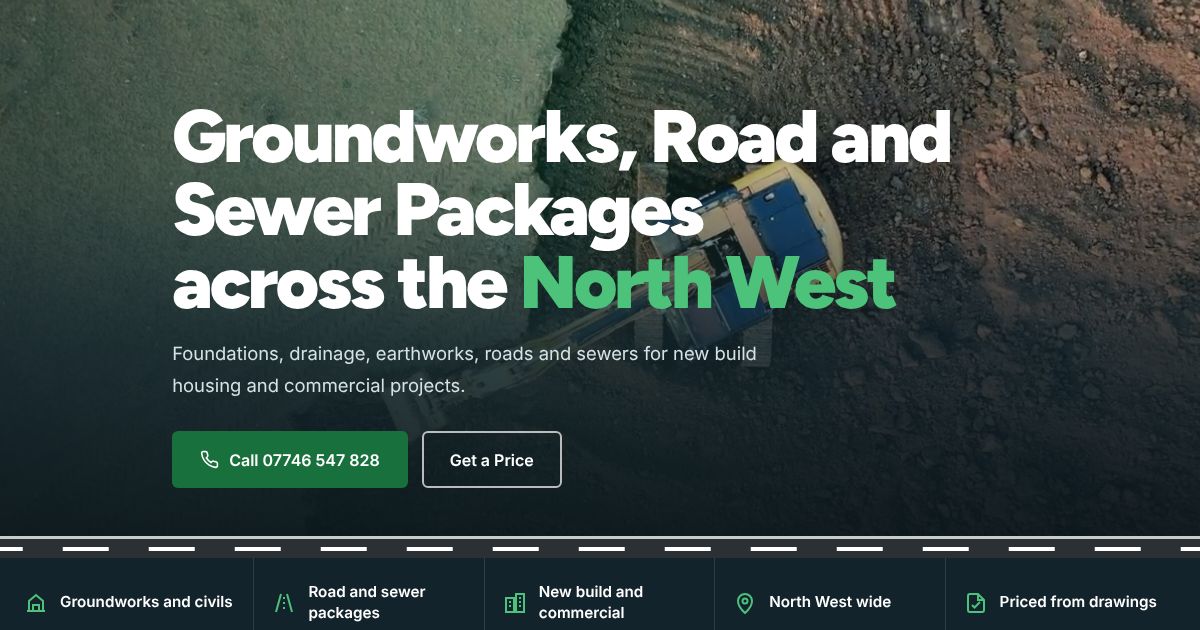 Groundworks, Road and
Sewer Packages
across the North West
Foundations, drainage, earthworks, roads and sewers for new build
housing and commercial projects.
Call 07746 547 828
Get a Price
Groundworks and civils
Road and sewer
packages
New build and
commercial
North West wide
Priced from drawings